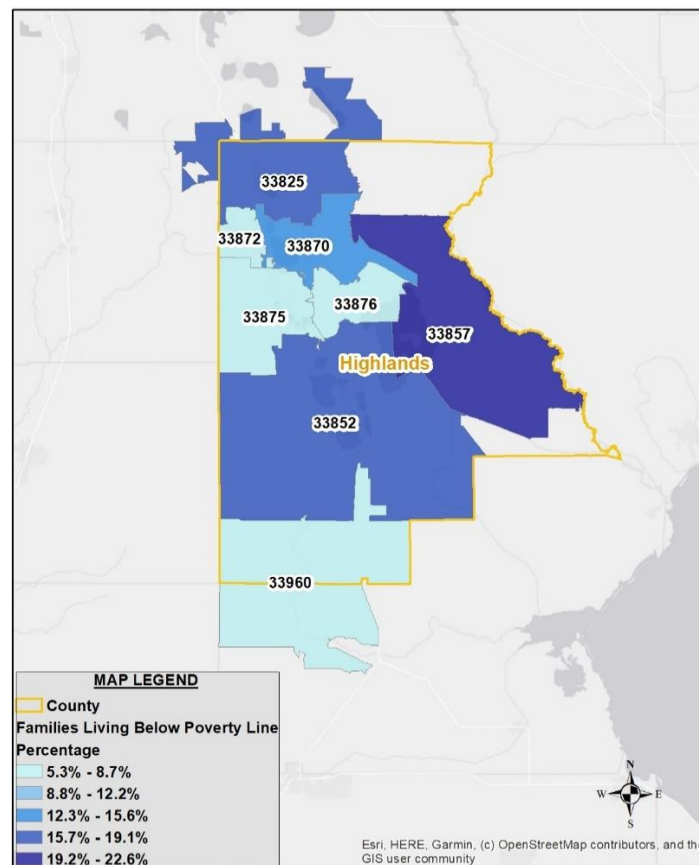 33825
33872
33870
33875
33876
33857
Highlands
33852
33960
MAP LEGEND
County
Families Living Below Poverty Line
Percentage
5.3% - 8.7%
8.8% - 12.2%
12.3% - 15.6%
15.7% - 19.1%
19.2% - 22.6%
N
W E
S
Esri, HERE, Garmin, (c) OpenStreetMap contributors, and th
GIS user community